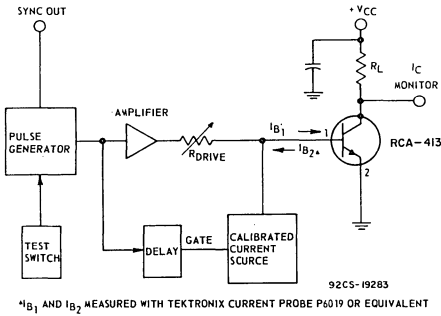 SYNC OUT
+ VCC
RL
IC
MONITOR
AMPLIFIER
PULSE
GENERATOR
RDRIVE
IB1*
IB2*
1
2
RCA-413
TEST
SWITCH
DELAY
GATE
CALIBRATED
CURRENT
SCURCE
92CS-19283
*IB1 AND IB2 MEASURED WITH TEKTRONIX CURRENT PROBE P6019 OR EQUIVALENT